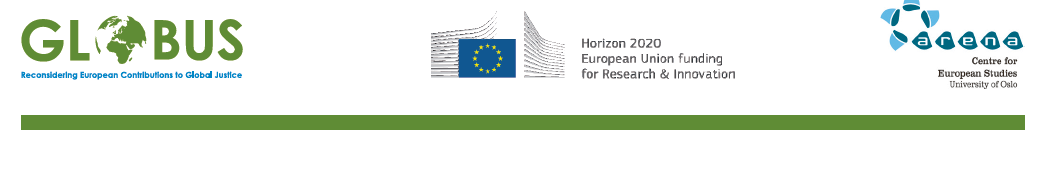 GLOBUS
Reconsidering European Contributions to Global Justice
Horizon 2020
European Union funding
for Research & Innovation
arena
Centre for
European Studies
University of Oslo